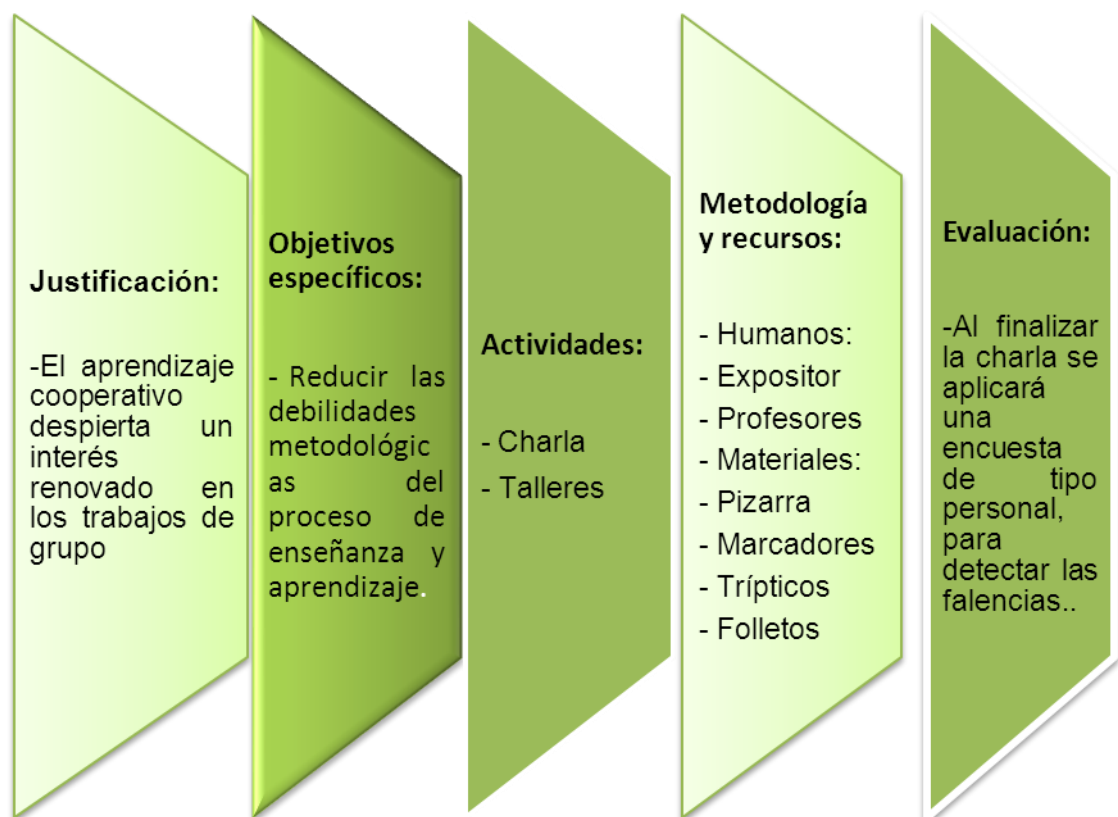 Justificación:
-El aprendizaje
cooperativo
despierta un
interés
renovado en
los trabajos de
grupo
Objetivos
específicos:
- Reducir las
debilidades
metodológic
as del
proceso de
enseñanza y
aprendizaje.
Actividades:
- Charla
- Talleres
Metodología
y recursos:
- Humanos:
- Expositor
- Profesores
- Materiales:
- Pizarra
- Marcadores
- Trípticos
- Folletos
Evaluación:
-Al finalizar
la charla se
aplicará
una
encuesta
de tipo
personal,
para
detectar las
falencias..